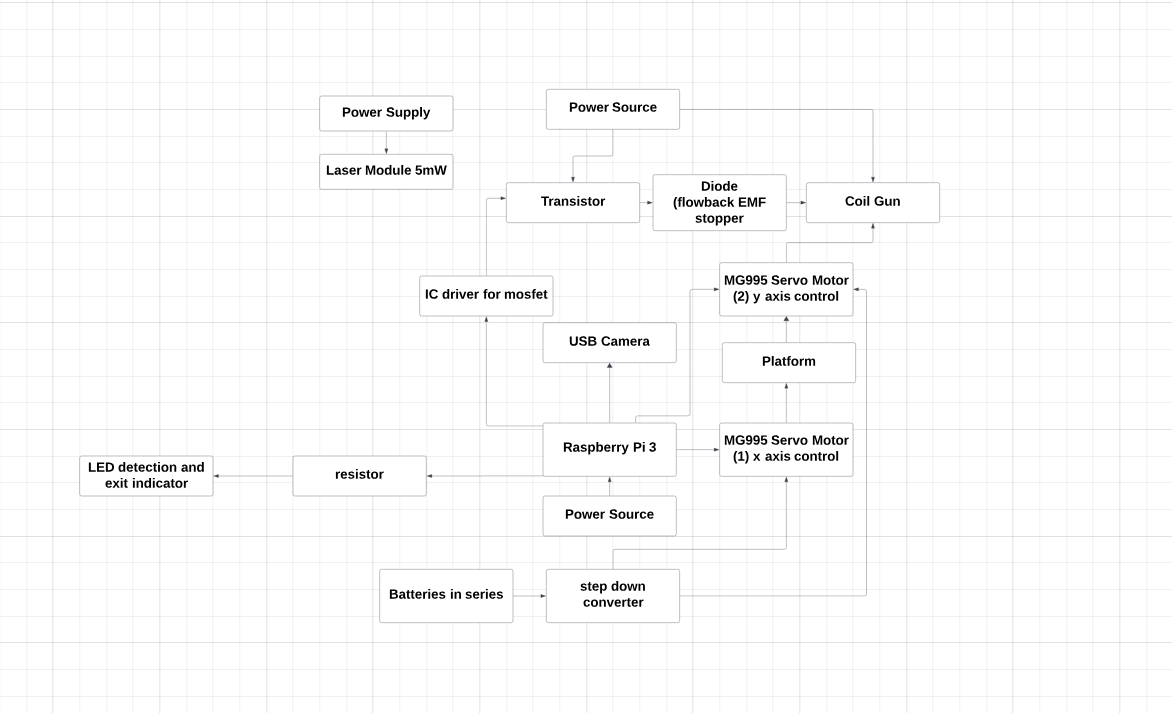 Power Supply
Power Source
Laser Module 5mW
Transistor
Diode
(flowback EMF
stopper
Coil Gun
IC driver for mosfet
MG995 Servo Motor
(2) y axis control
USB Camera
Platform
Raspberry Pi 3
MG995 Servo Motor
(1) x axis control
LED detection and
exit indicator
resistor
Power Source
Batteries in series
step down
converter